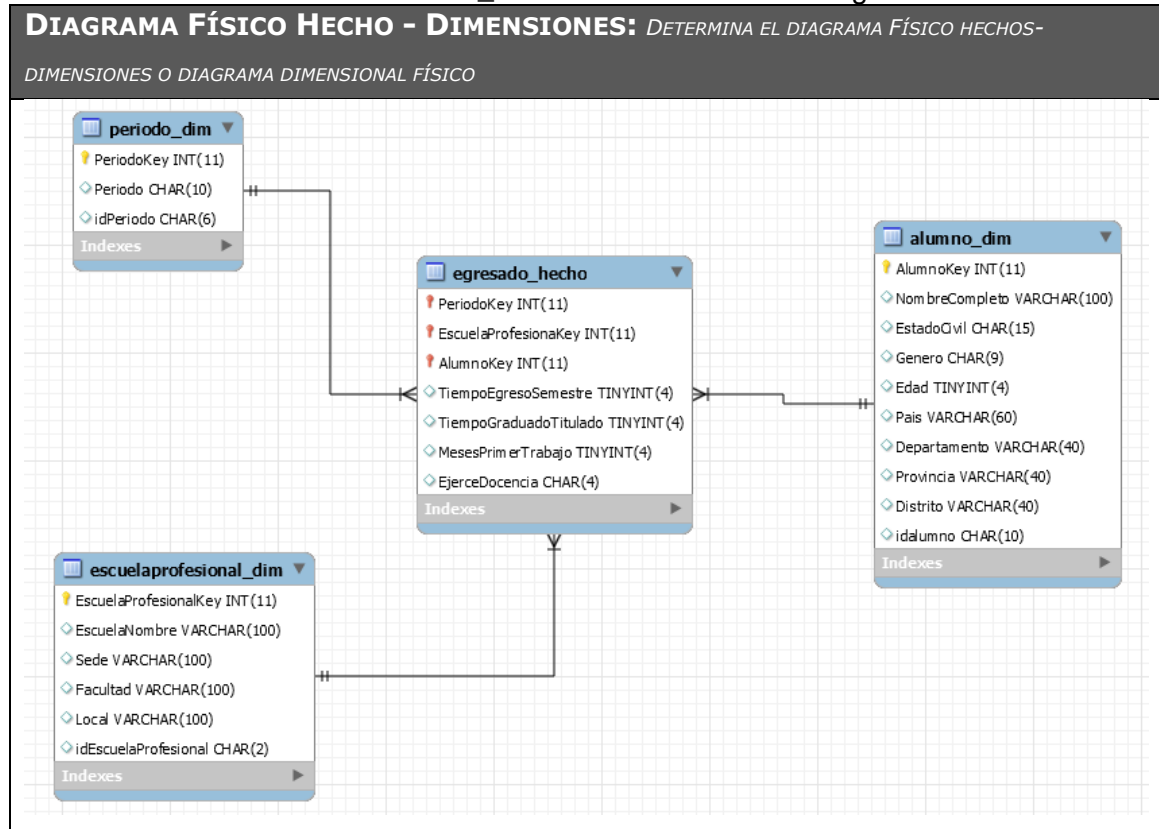 DIAGRAMA FÍSICO HECHO - DIMENSIONES: DETERMINA EL DIAGRAMA FÍSICO HECHOS-
DIMENSIONES O DIAGRAMA DIMENSIONAL FÍSICO
periodo_dim
PeriodoKey INT(11)
Periodo CHAR(10)
idPeriodo CHAR(6)
Indexes
egresado_hecho
PeriodoKey INT(11)
EscuelaProfesionaKey INT(11)
AlumnoKey INT(11)
TiempoEgresoSemestre TINYINT(4)
TiempoGraduadoTitulado TINYINT(4)
MesesPrimerTrabajo TINYINT(4)
EjerceDocencia CHAR(4)
Indexes
alumno_dim
AlumnoKey INT(11)
NombreCompleto VARCHAR(100)
EstadoCivil CHAR(15)
Genero CHAR(9)
Edad TINYINT(4)
Pais VARCHAR(60)
Departamento VARCHAR(40)
Provincia VARCHAR(40)
Distrito VARCHAR(40)
idalumno CHAR(10)
Indexes
escuelaprofesional_dim
EscuelaProfesionalKey INT(11)
EscuelaNombre VARCHAR(100)
Sede VARCHAR(100)
Facultad VARCHAR(100)
Local VARCHAR(100)
idEscuelaProfesional CHAR(2)
Indexes